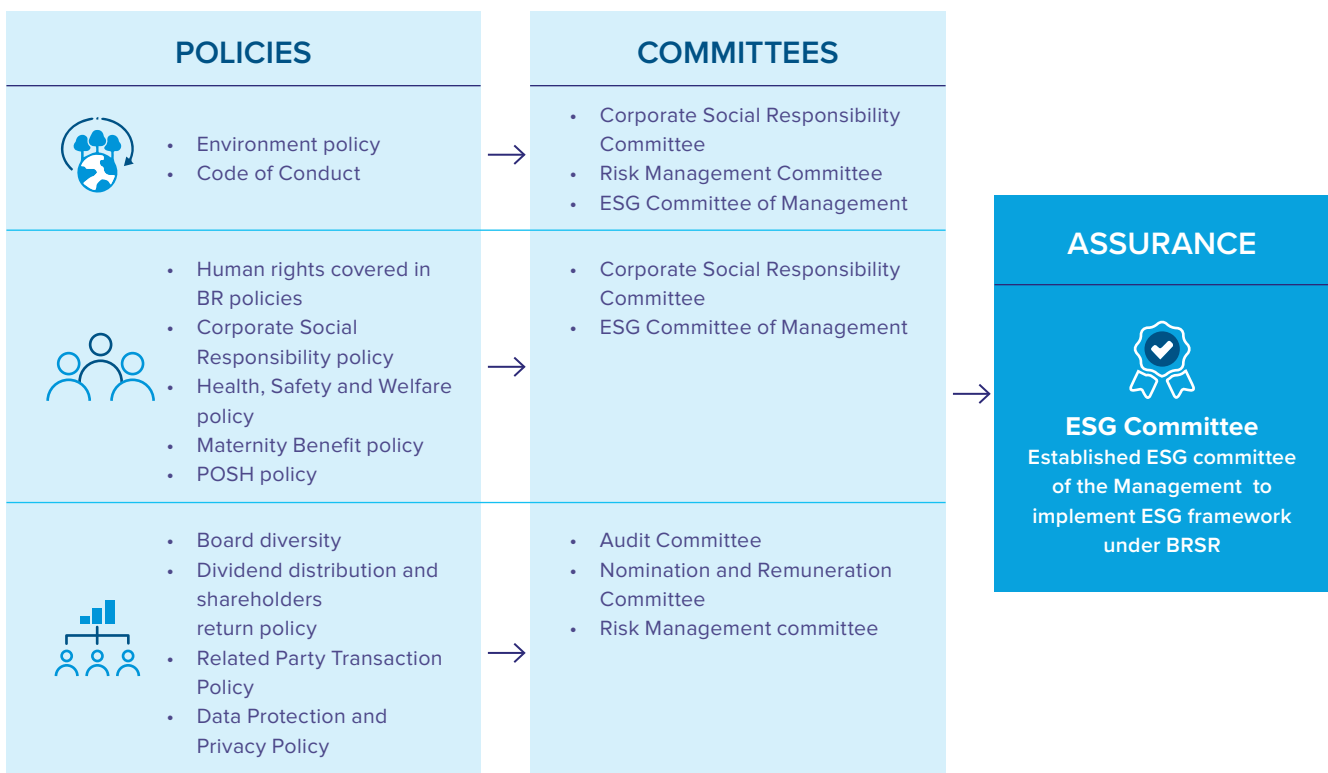 POLICIES
• Environment policy
• Code of Conduct
• Human rights covered in
BR policies
• Corporate Social
Responsibility policy
• Health, Safety and Welfare
policy
• Maternity Benefit policy
• POSH policy
• Board diversity
• Dividend distribution and
shareholders
return policy
• Related Party Transaction
Policy
• Data Protection and
Privacy Policy
COMMITTEES
• Corporate Social Responsibility
Committee
• Risk Management Committee
• ESG Committee of Management
• Corporate Social Responsibility
Committee
• ESG Committee of Management
• Audit Committee
• Nomination and Remuneration
Committee
• Risk Management committee
ASSURANCE
ESG Committee
Established ESG committee
of the Management to
implement ESG framework
under BRSR